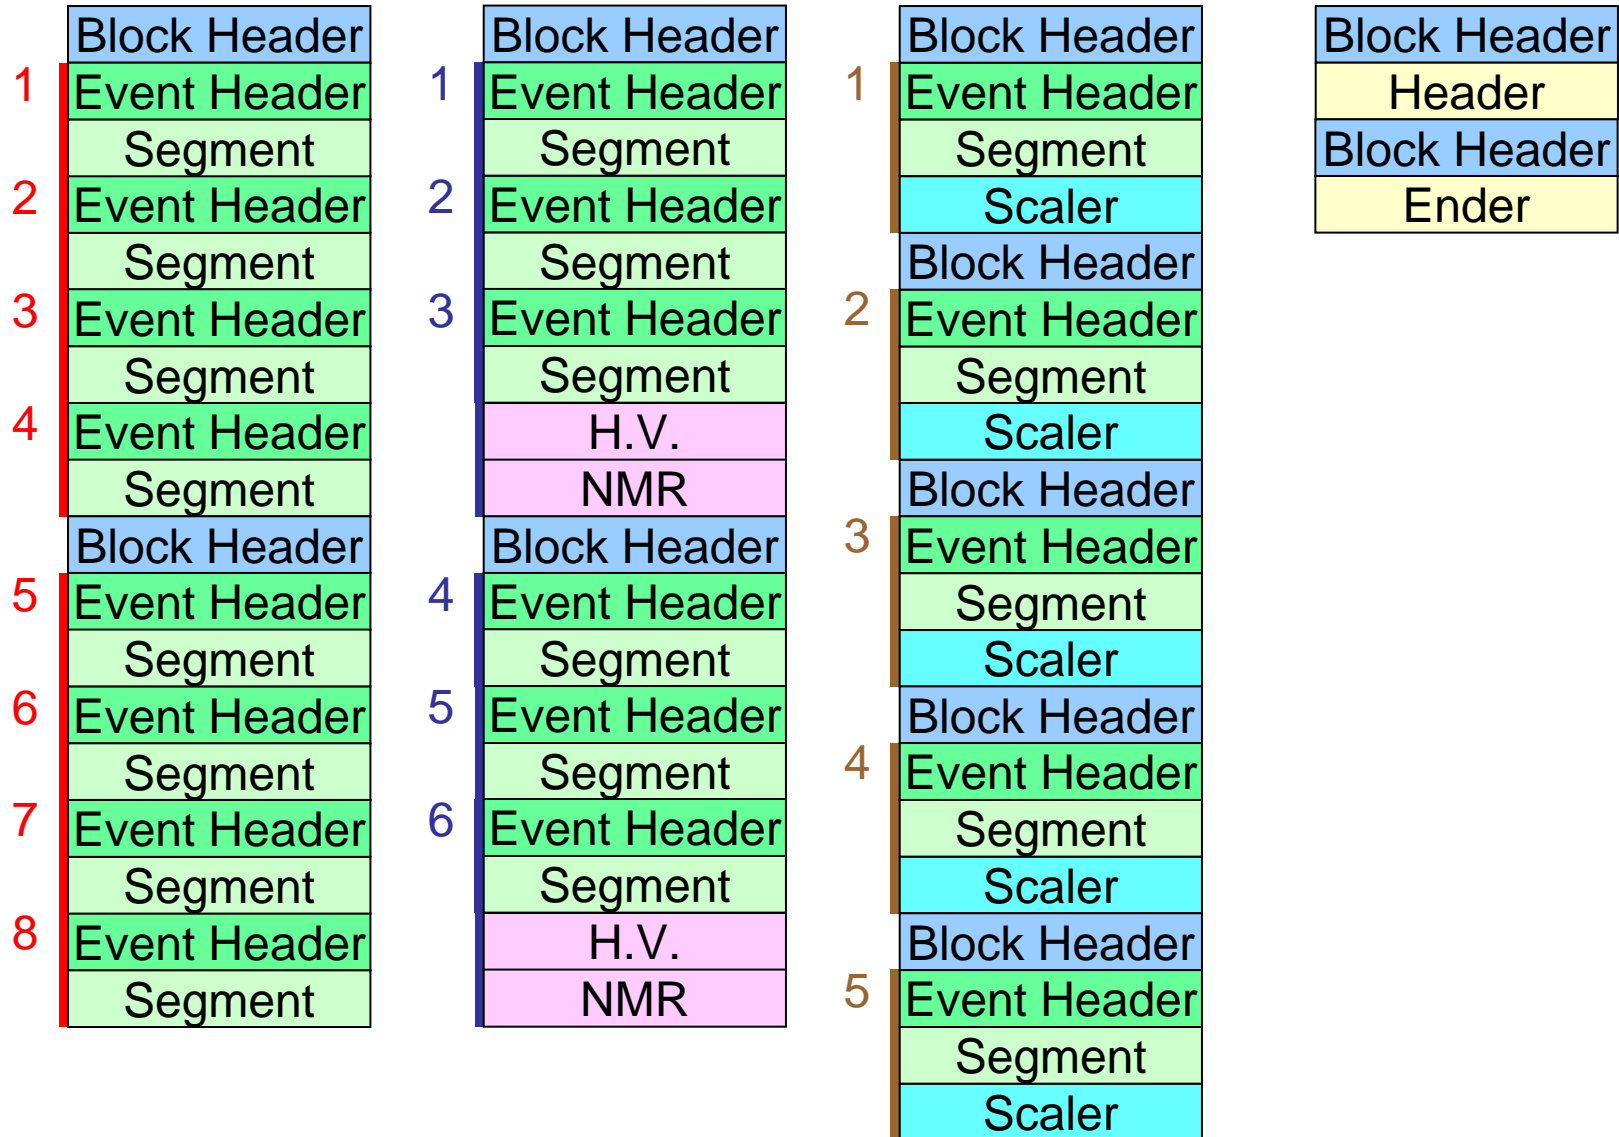 Block Header
1 Event Header
Segment
2 Event Header
Segment
3 Event Header
Segment
4 Event Header
Segment
Block Header
5 Event Header
Segment
6 Event Header
Segment
7 Event Header
Segment
8 Event Header
Segment
Block Header
1 Event Header
Segment
2 Event Header
Segment
3 Event Header
Segment
H.V.
NMR
Block Header
4 Event Header
Segment
5 Event Header
Segment
6 Event Header
Segment
H.V.
NMR
Block Header
1 Event Header
Segment
Scaler
Block Header
2 Event Header
Segment
Scaler
Block Header
3 Event Header
Segment
Scaler
Block Header
4 Event Header
Segment
Scaler
Block Header
5 Event Header
Segment
Scaler
Block Header
Header
Block Header
Ender